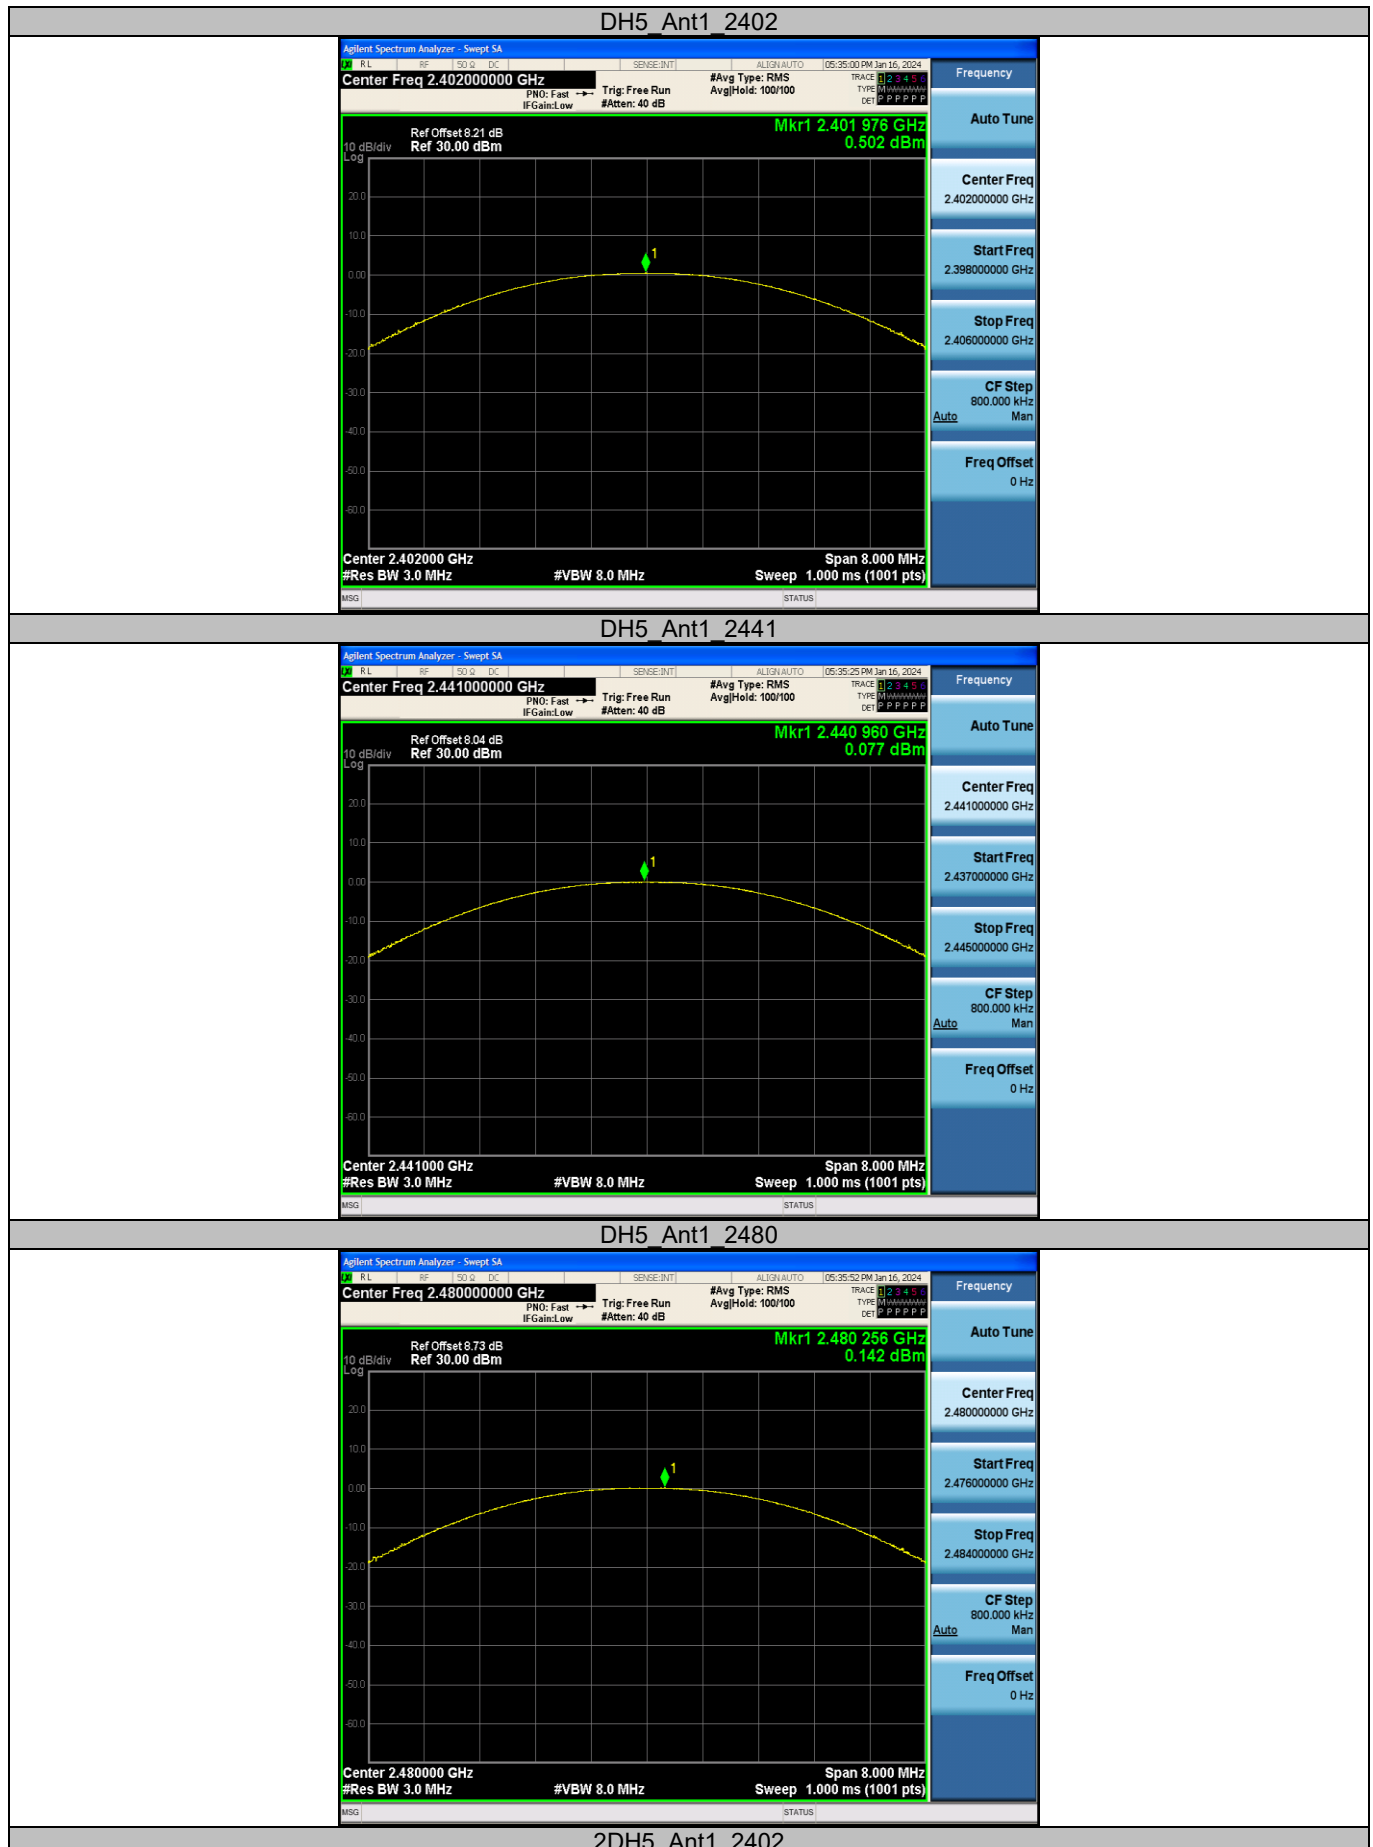 DH5_Ant1_2402
Agilent Spectrum Analyzer - Swept SA
RL RF 50 Ω DC SENSE:INT ALIGNAUTO 05:35:00 PM Jan 16, 2024
Center Freq 2.402000000 GHz
PNO: Fast
IFGain:Low
Trig: Free Run
#Atten: 40 dB
#Avg Type: RMS
Avg|Hold: 100/100
TRACE 1 2 3 4 5 6
TYPE M
DET P P P P P P
Frequency
Mkr1 2.401 976 GHz
0.502 dBm
Ref Offset 8.21 dB
10 dB/div Ref 30.00 dBm
Log
20.0
10.0
0.00
-10.0
-20.0
-30.0
-40.0
-50.0
-60.0
1
Center 2.402000 GHz Span 8.000 MHz
#Res BW 3.0 MHz #VBW 8.0 MHz Sweep 1.000 ms (1001 pts)
MSG STATUS
Auto Tune
Center Freq
2.402000000 GHz
Start Freq
2.398000000 GHz
Stop Freq
2.406000000 GHz
CF Step
800.000 kHz
Auto Man
Freq Offset
0 Hz
DH5_Ant1_2441
Agilent Spectrum Analyzer - Swept SA
RL RF 50 Ω DC SENSE:INT ALIGNAUTO 05:35:25 PM Jan 16, 2024
Center Freq 2.441000000 GHz
PNO: Fast
IFGain:Low
Trig: Free Run
#Atten: 40 dB
#Avg Type: RMS
Avg|Hold: 100/100
TRACE 1 2 3 4 5 6
TYPE M
DET P P P P P P
Frequency
Mkr1 2.440 960 GHz
0.077 dBm
Ref Offset 8.04 dB
10 dB/div Ref 30.00 dBm
Log
20.0
10.0
0.00
-10.0
-20.0
-30.0
-40.0
-50.0
-60.0
1
Center 2.441000 GHz Span 8.000 MHz
#Res BW 3.0 MHz #VBW 8.0 MHz Sweep 1.000 ms (1001 pts)
MSG STATUS
Auto Tune
Center Freq
2.441000000 GHz
Start Freq
2.437000000 GHz
Stop Freq
2.445000000 GHz
CF Step
800.000 kHz
Auto Man
Freq Offset
0 Hz
DH5_Ant1_2480
Agilent Spectrum Analyzer - Swept SA
RL RF 50 Ω DC SENSE:INT ALIGNAUTO 05:35:52 PM Jan 16, 2024
Center Freq 2.480000000 GHz
PNO: Fast
IFGain:Low
Trig: Free Run
#Atten: 40 dB
#Avg Type: RMS
Avg|Hold: 100/100
TRACE 1 2 3 4 5 6
TYPE M
DET P P P P P P
Frequency
Mkr1 2.480 256 GHz
0.142 dBm
Ref Offset 8.73 dB
10 dB/div Ref 30.00 dBm
Log
20.0
10.0
0.00
-10.0
-20.0
-30.0
-40.0
-50.0
-60.0
1
Center 2.480000 GHz Span 8.000 MHz
#Res BW 3.0 MHz #VBW 8.0 MHz Sweep 1.000 ms (1001 pts)
MSG STATUS
Auto Tune
Center Freq
2.480000000 GHz
Start Freq
2.476000000 GHz
Stop Freq
2.484000000 GHz
CF Step
800.000 kHz
Auto Man
Freq Offset
0 Hz
2DH5_Ant1_2402